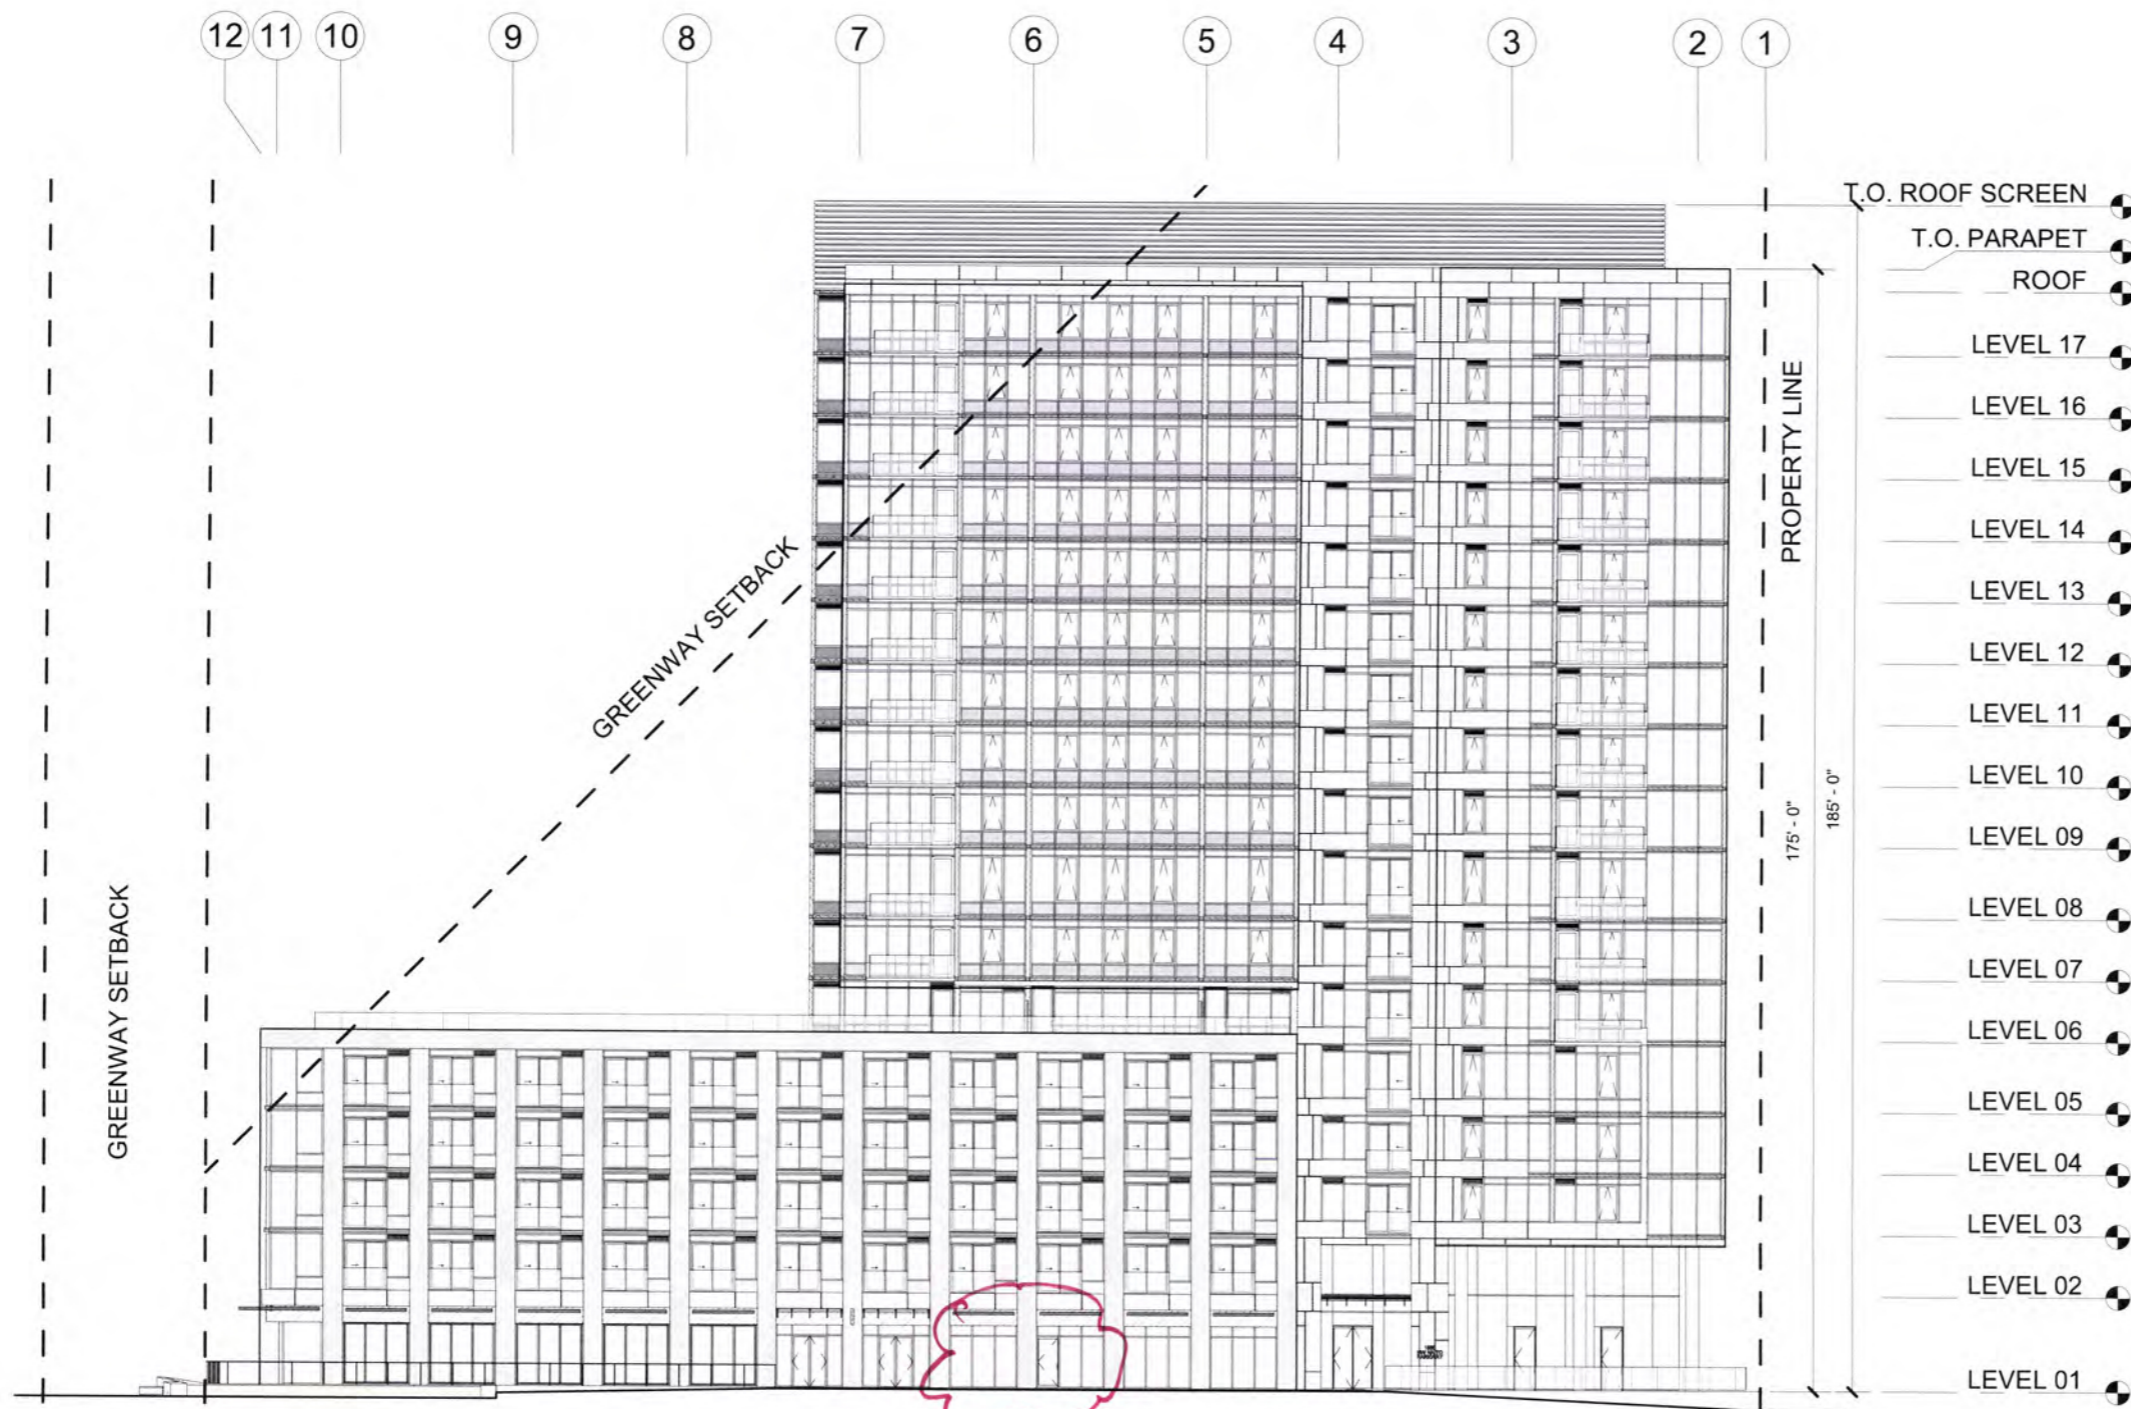 12 11 10 9 8 7 6 5 4 3 2 1
T.O. ROOF SCREEN
T.O. PARAPET
ROOF
LEVEL 17
LEVEL 16
LEVEL 15
LEVEL 14
LEVEL 13
LEVEL 12
LEVEL 11
LEVEL 10
LEVEL 09
LEVEL 08
LEVEL 07
LEVEL 06
LEVEL 05
LEVEL 04
LEVEL 03
LEVEL 02
LEVEL 01
PROPERTY LINE
175' - 0"
185' - 0"
GREENWAY SETBACK
GREENWAY SETBACK